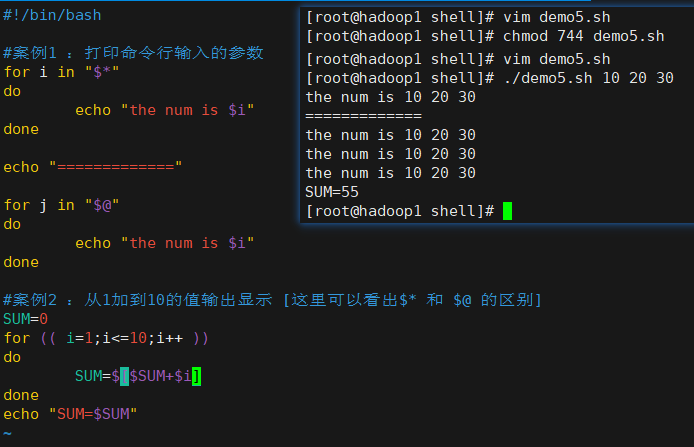 #!/bin/bash
#案例1 ：打印命令行输入的参数
for i in "$*"
do
        echo "the num is $i"
done
echo "============="
for j in "$@"
do
        echo "the num is $i"
done
#案例2 ：从1加到10的值输出显示 [这里可以看出$* 和 $@ 的区别]
SUM=0
for (( i=1;i<=10;i++ ))
do
        SUM=$[$SUM+$i]
done
echo "SUM=$SUM"
~
[root@hadoop1 shell]# vim demo5.sh
[root@hadoop1 shell]# chmod 744 demo5.sh
[root@hadoop1 shell]# vim demo5.sh
[root@hadoop1 shell]# ./demo5.sh 10 20 30
the num is 10 20 30
=============
the num is 10 20 30
the num is 10 20 30
the num is 10 20 30
SUM=55
[root@hadoop1 shell]#